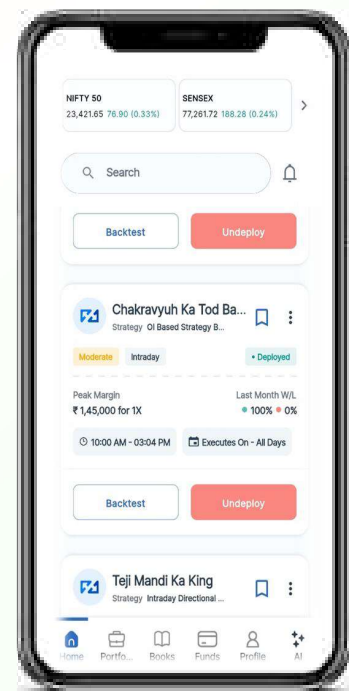 NIFTY 50
23,421.65 76.90 (0.33%)
SENSEX
77,261.72 188.28 (0.24%)
Search
Backtest
Undeploy
Chakravyuh Ka Tod Ba...
Strategy OI Based Strategy B...
Moderate
Intraday
• Deployed
Peak Margin
Last Month W/L
₹ 1,45,000 for 1X
100% 0%
10:00 AM - 03:04 PM
Executes On - All Days
Backtest
Undeploy
Teji Mandi Ka King
Strategy Intraday Directional ...
Home
Portfo...
Books
Funds
Profile
AI